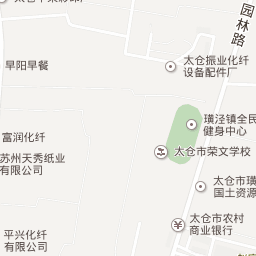 园林路
太仓振业化纤
设备配件厂
早阳早餐
璜泾镇全民
健身中心
富润化纤
太仓市荣文学校
苏州天秀纸业
有限公司
太仓市璜
国土资源
太仓市农村
商业银行
平兴化纤
有限公司